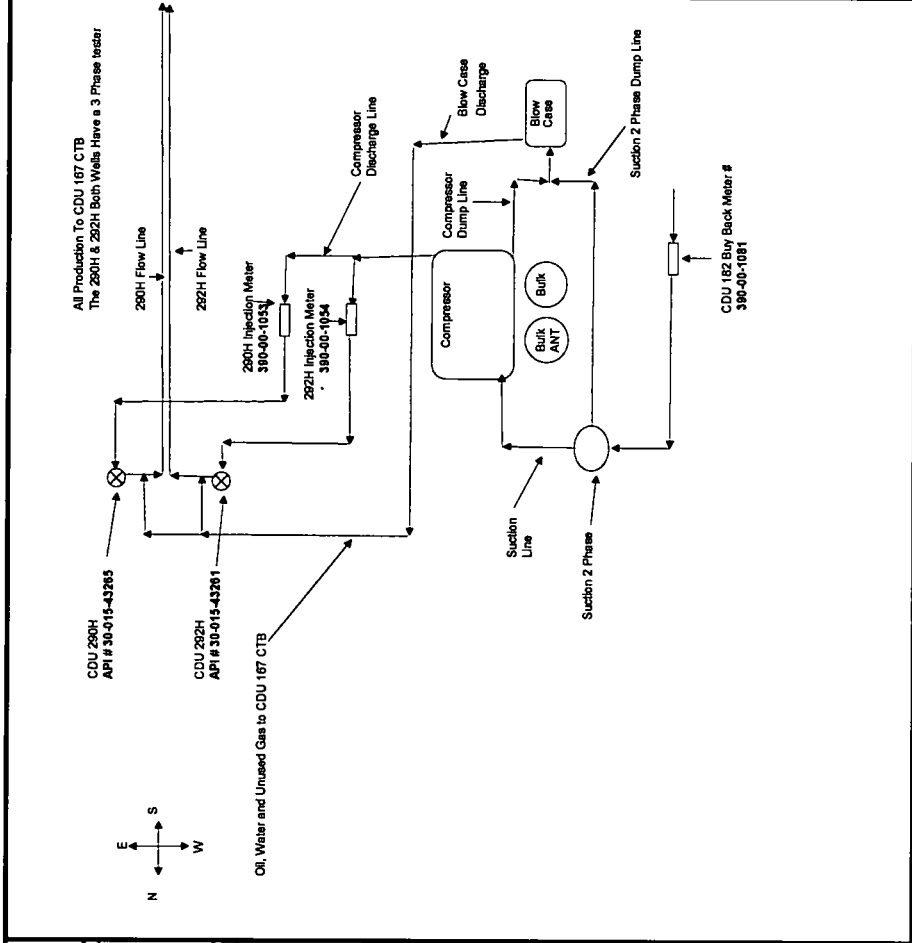 All Production To CDU 167 CTB
The 290H & 292H Both Wells Have a 3 Phase tester
290H Flow Line
292H Flow Line
CDU 290H
API # 30-015-43265
CDU 292H
API # 30-015-43261
E
N
S
W
290H Injection Meter
390-00-1053
292H Injection Meter
390-00-1054
Compressor
Discharge Line
Blow Case
Discharge
Oil, Water and Unused Gas to CDU 167 CTB
Compressor
Compressor
Dump Line
Blow
Case
Bulk
ANT
Bulk
Suction 2 Phase Dump Line
Suction
Line
Suction 2 Phase
CDU 182 Buy Back Meter #
390-00-1081